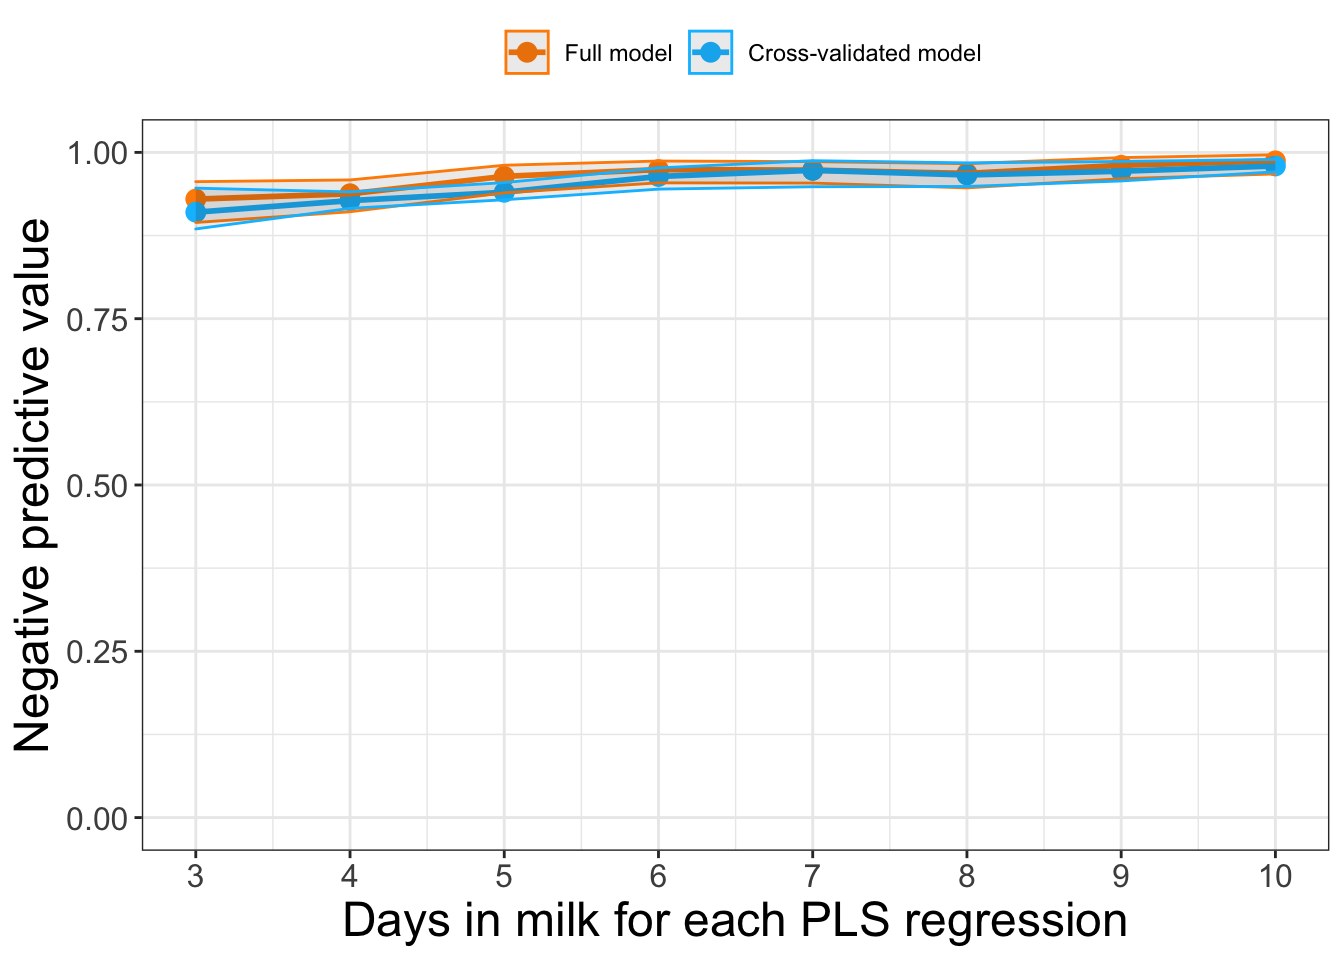 Full model Cross-validated model
Negative predictive value
1.00
0.75
0.50
0.25
0.00
3 4 5 6 7 8 9 10
Days in milk for each PLS regression